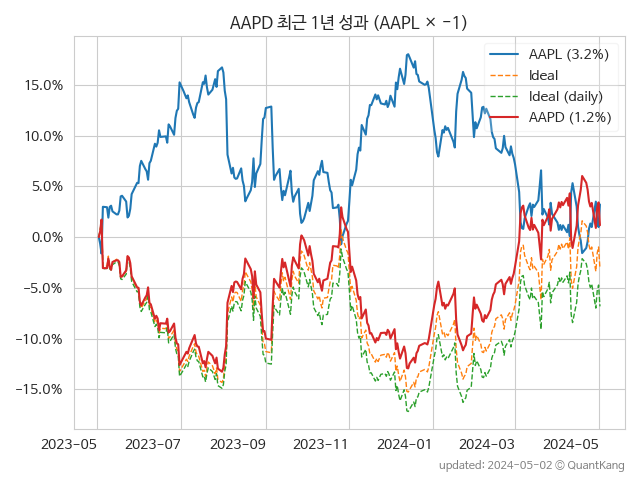 AAPD 최근 1년 성과 (AAPL × −1)
AAPL (3.2%)
Ideal
Ideal (daily)
AAPD (1.2%)
15.0%
10.0%
5.0%
0.0%
−5.0%
−10.0%
−15.0%
2023-05
2023-07
2023-09
2023-11
2024-01
2024-03
2024-05
updated: 2024-05-02 © QuantKang